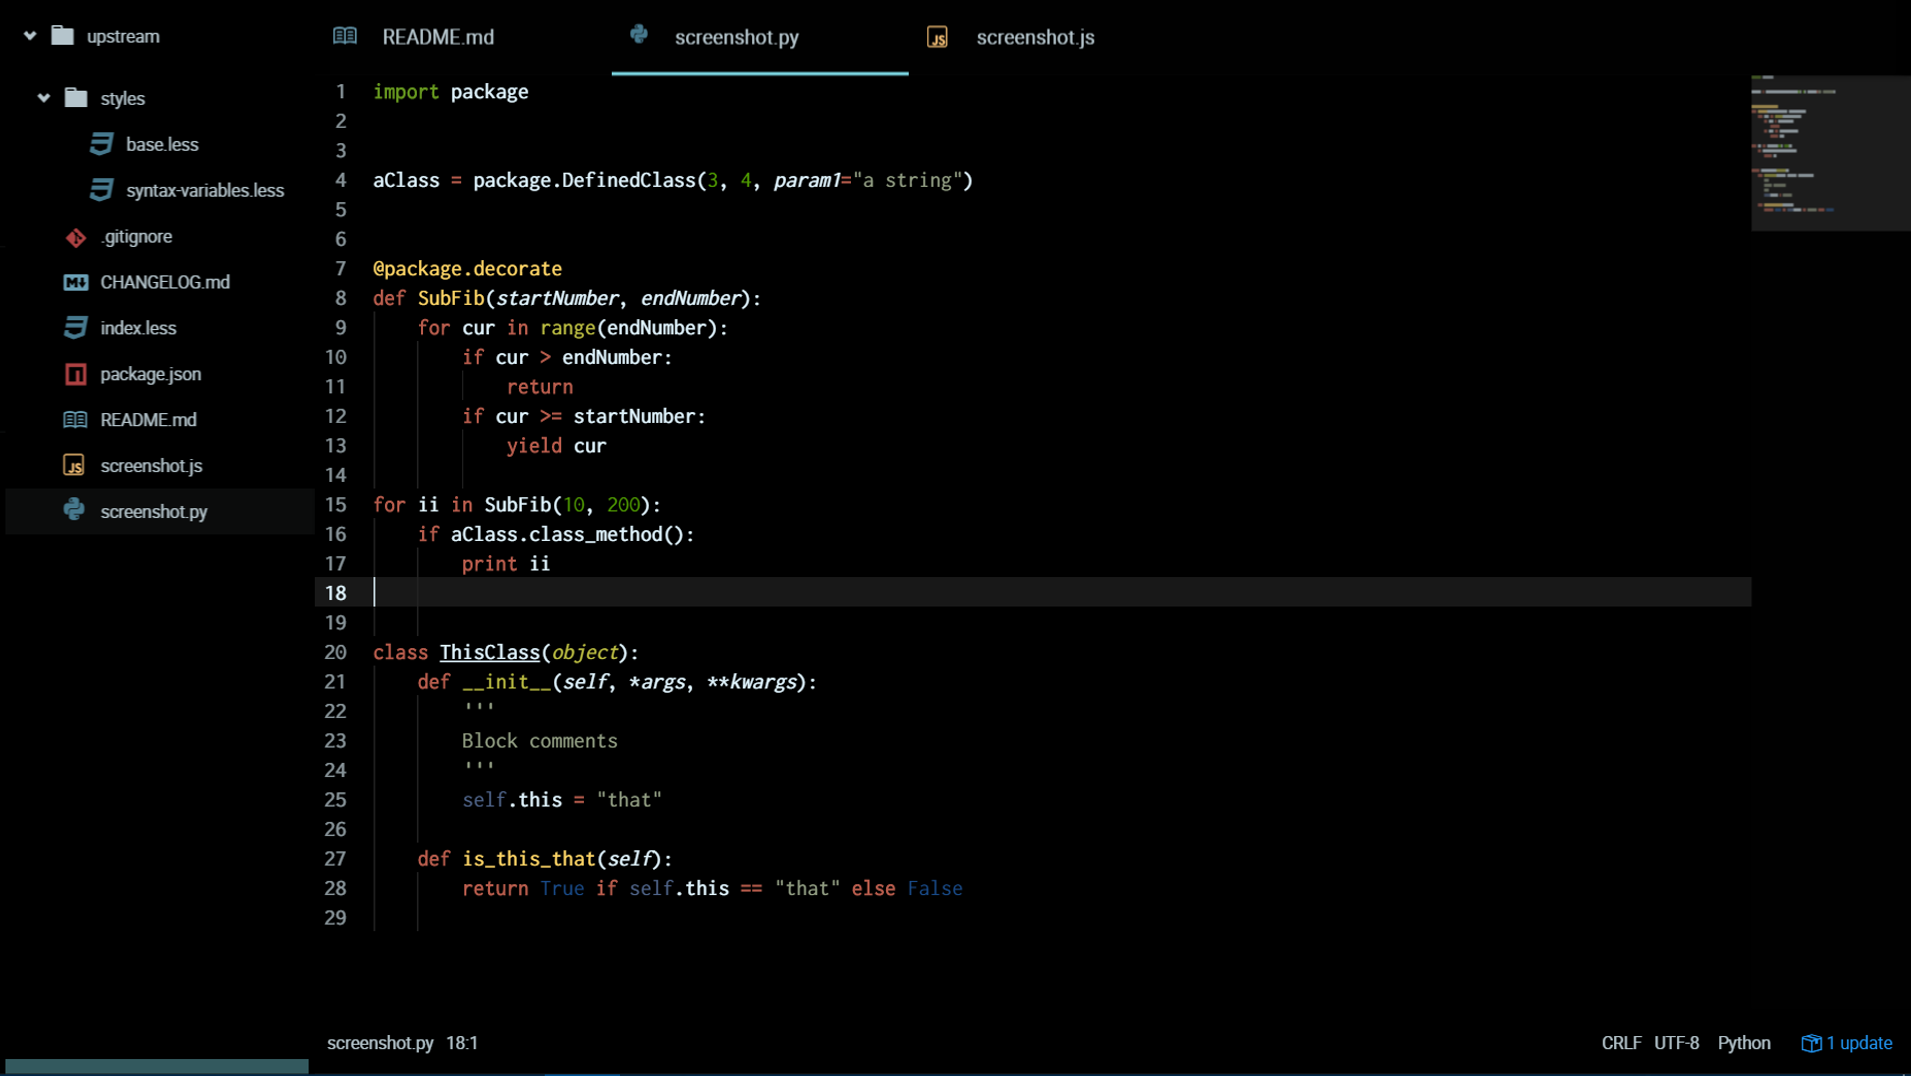 upstream
styles
base.less
syntax-variables.less
.gitignore
CHANGELOG.md
index.less
package.json
README.md
screenshot.js
screenshot.py
README.md
screenshot.py
screenshot.js
1 import package
2
3
4 aClass = package.DefinedClass(3, 4, param1="a string")
5
6
7 @package.decorate
8 def SubFib(startNumber, endNumber):
9     for cur in range(endNumber):
10         if cur > endNumber:
11             return
12         if cur >= startNumber:
13             yield cur
14
15 for ii in SubFib(10, 200):
16     if aClass.class_method():
17         print ii
18
19
20 class ThisClass(object):
21     def __init__(self, *args, **kwargs):
22         '''
23         Block comments
24         '''
25         self.this = "that"
26
27     def is_this_that(self):
28         return True if self.this == "that" else False
29
screenshot.py 18:1
CRLF UTF-8 Python 1 update